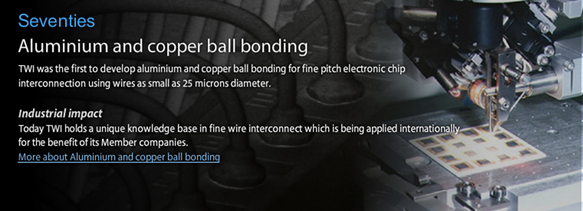 Seventies
Aluminium and copper ball bonding
TWI was the first to develop aluminium and copper ball bonding for fine pitch electronic chip
interconnection using wires as small as 25 microns diameter.
Industrial impact
Today TWI holds a unique knowledge base in fine wire interconnect which is being applied internationally
for the benefit of its Member companies.
More about Aluminium and copper ball bonding